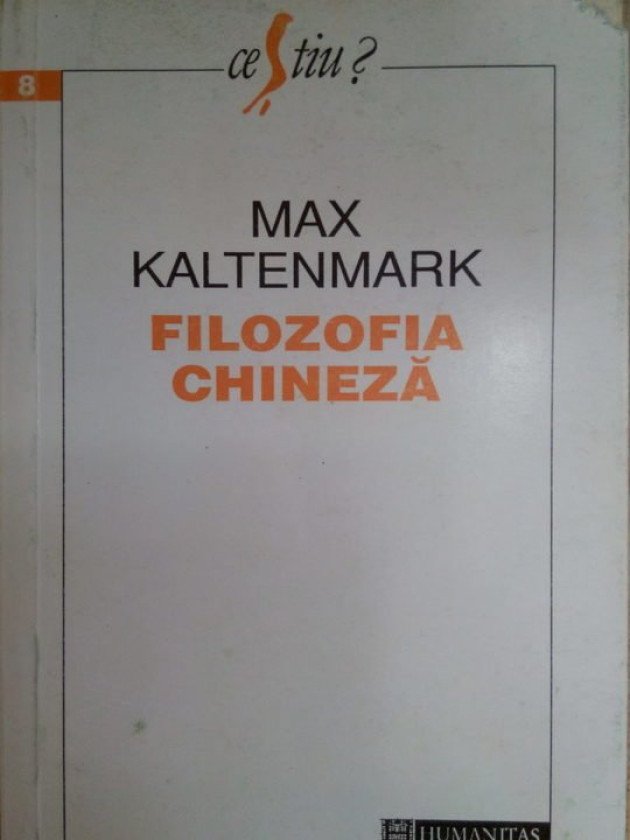 8
ce Știu?
MAX
KALTENMARK
FILOZOFIA
CHINEZĂ
HUMANITAS